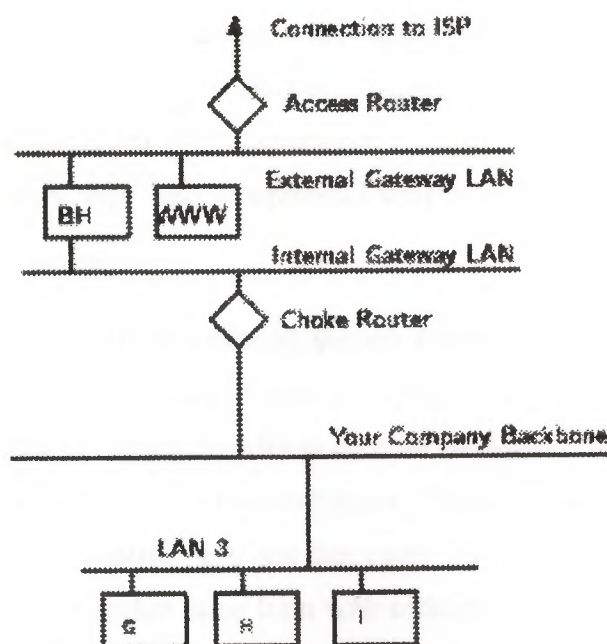 Connection to ISP
Access Router
External Gateway LAN
BH
WWW
Internal Gateway LAN
Choke Router
Your Company Backbone
LAN 3
G
H
I